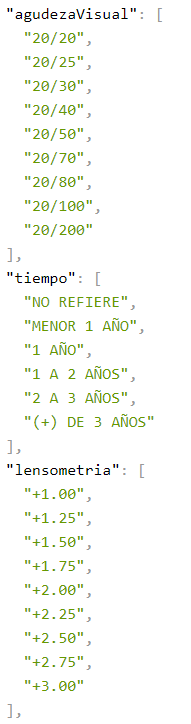 "agudezaVisual": [
"20/20",
"20/25",
"20/30",
"20/40",
"20/50",
"20/70",
"20/80",
"20/100",
"20/200"
],
"tiempo": [
"NO REFIERE",
"MENOR 1 AÑO",
"1 AÑO",
"1 A 2 AÑOS",
"2 A 3 AÑOS",
"(+) DE 3 AÑOS"
],
"lensometria": [
"+1.00",
"+1.25",
"+1.50",
"+1.75",
"+2.00",
"+2.25",
"+2.50",
"+2.75",
"+3.00"
],